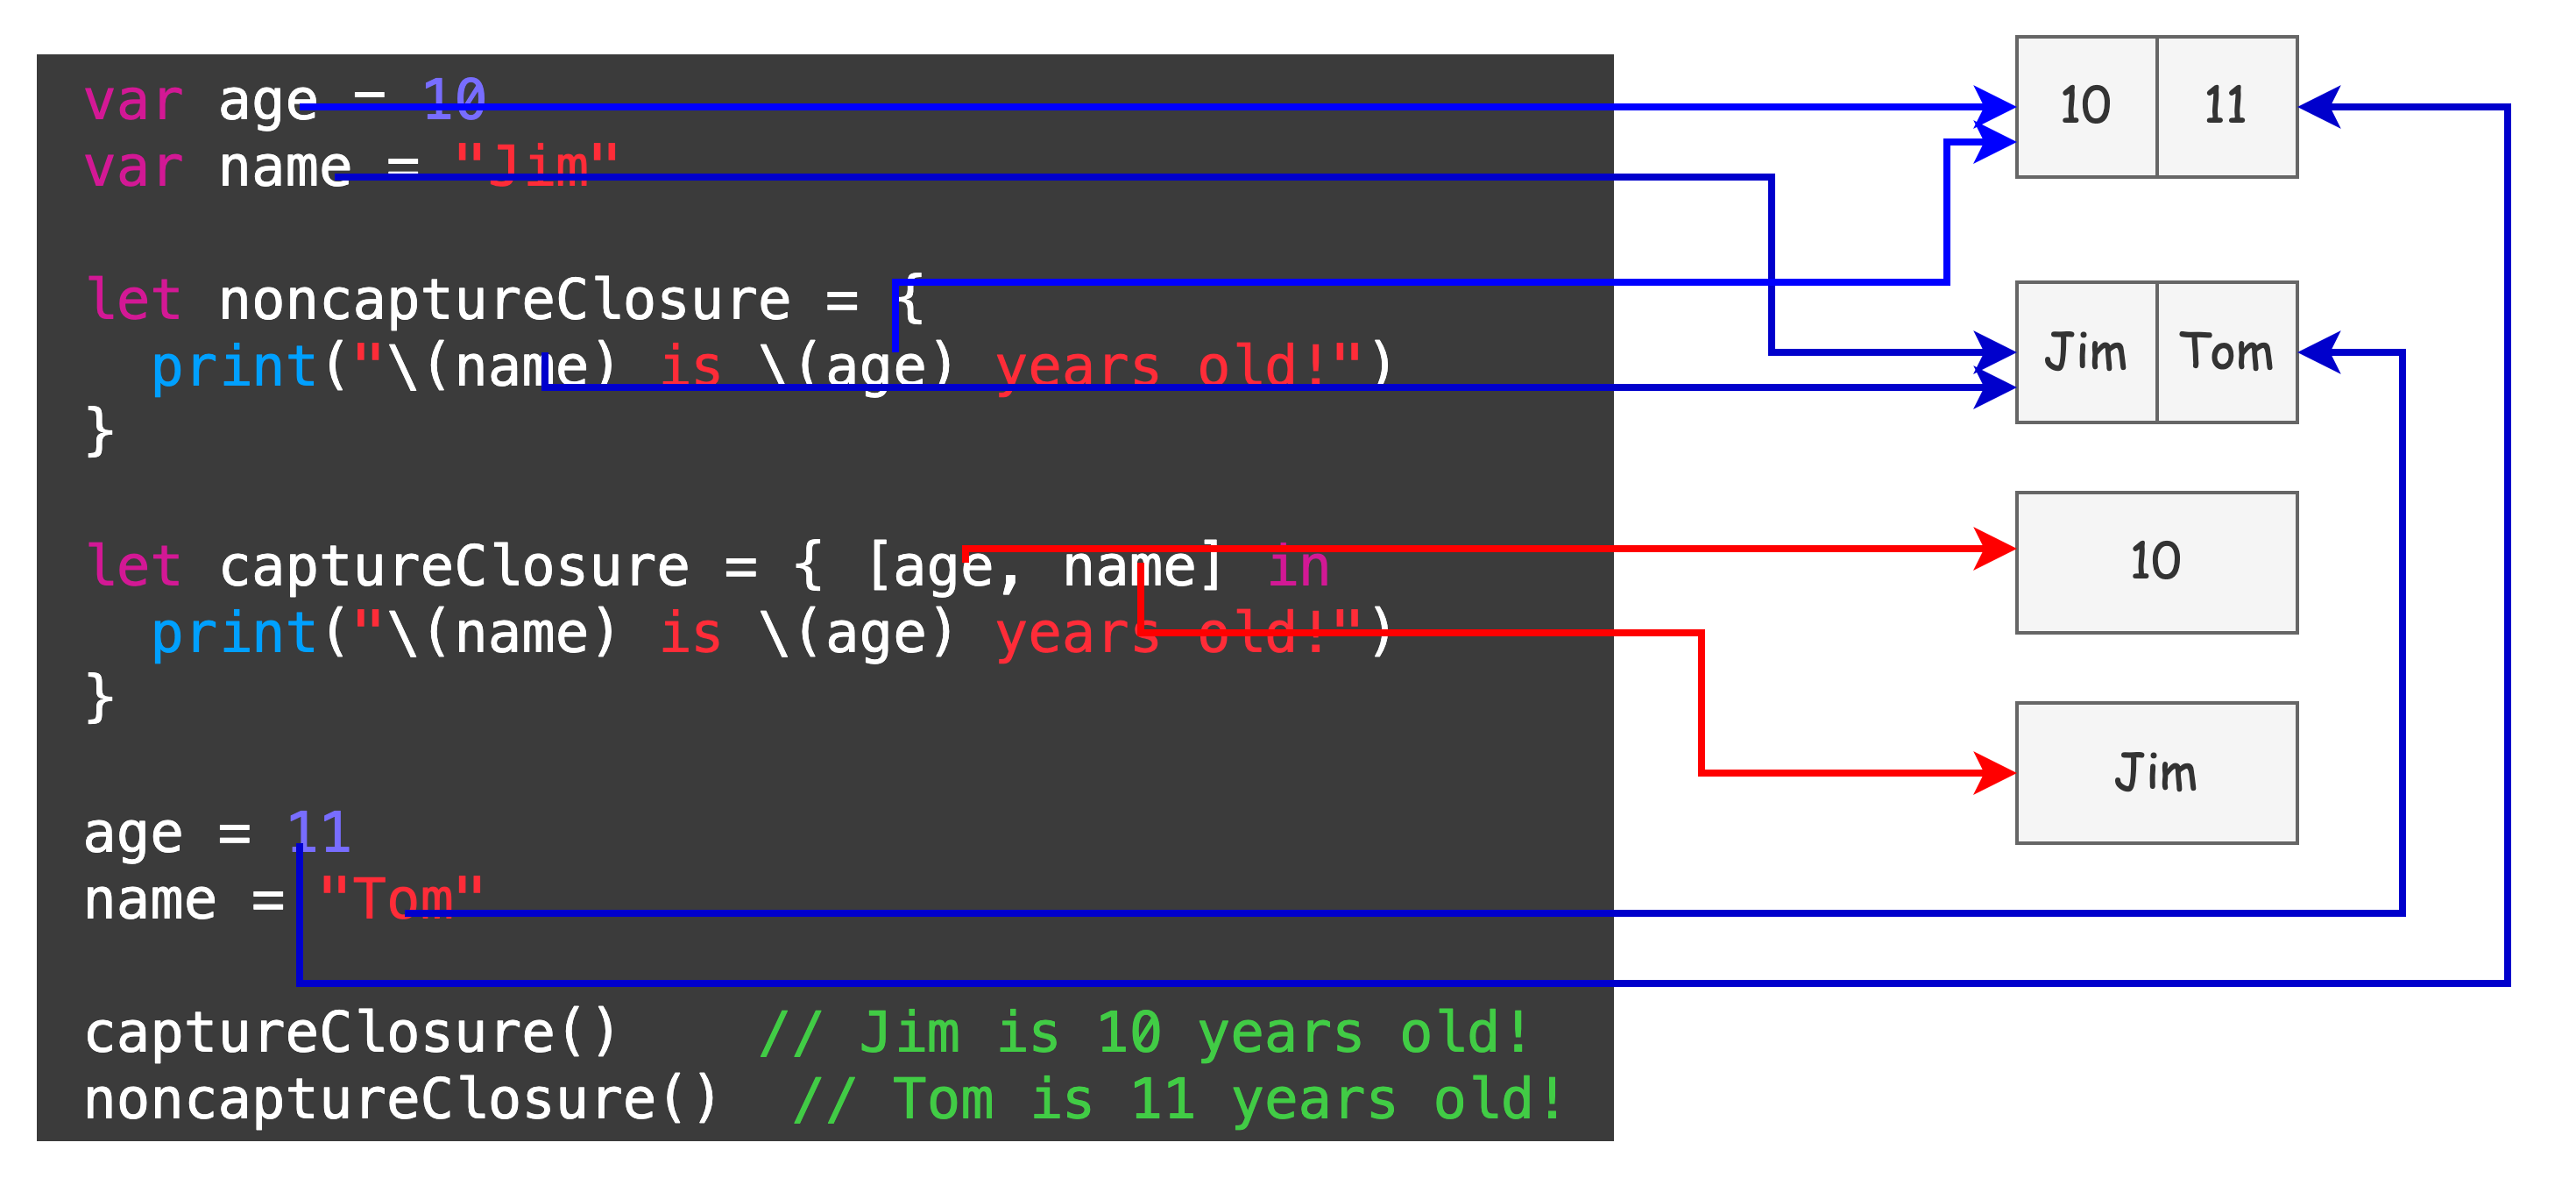 var age = 10
var name = "Jim"
let noncaptureClosure = {
  print("\(name) is \(age) years old!")
}
let captureClosure = { [age, name] in
  print("\(name) is \(age) years old!")
}
age = 11
name = "Tom"
captureClosure()    // Jim is 10 years old!
noncaptureClosure()  // Tom is 11 years old!
10 11
Jim Tom
10
Jim